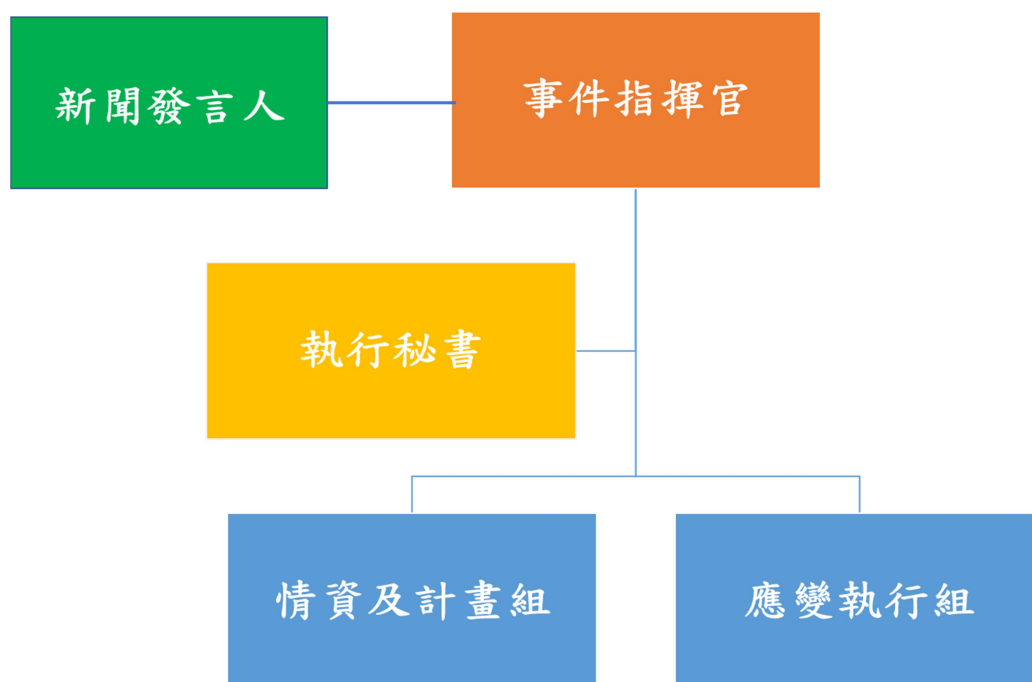 新聞發言人
事件指揮官
執行秘書
情資及計畫組
應變執行組